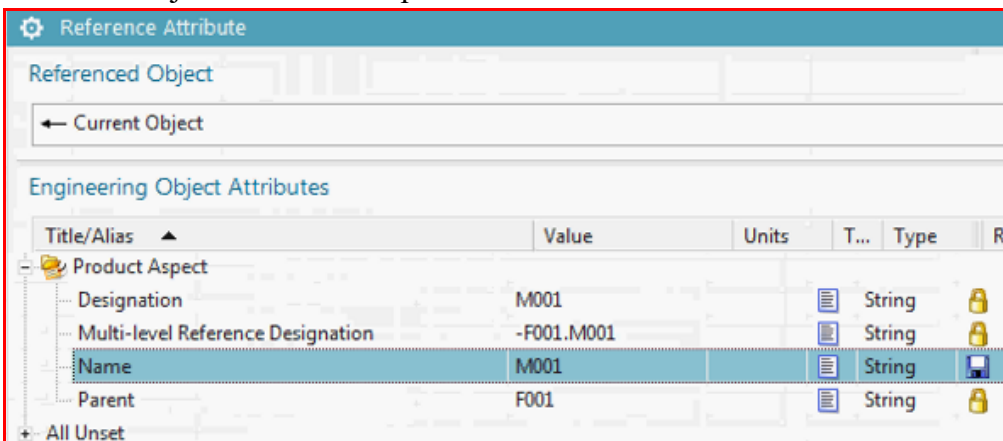 Reference Attribute
Referenced Object
Current Object
Engineering Object Attributes
Title/Alias Value Units T... Type R
Product Aspect
Designation M001 String
Multi-level Reference Designation -F001.M001 String
Name M001 String
Parent F001 String
All Unset